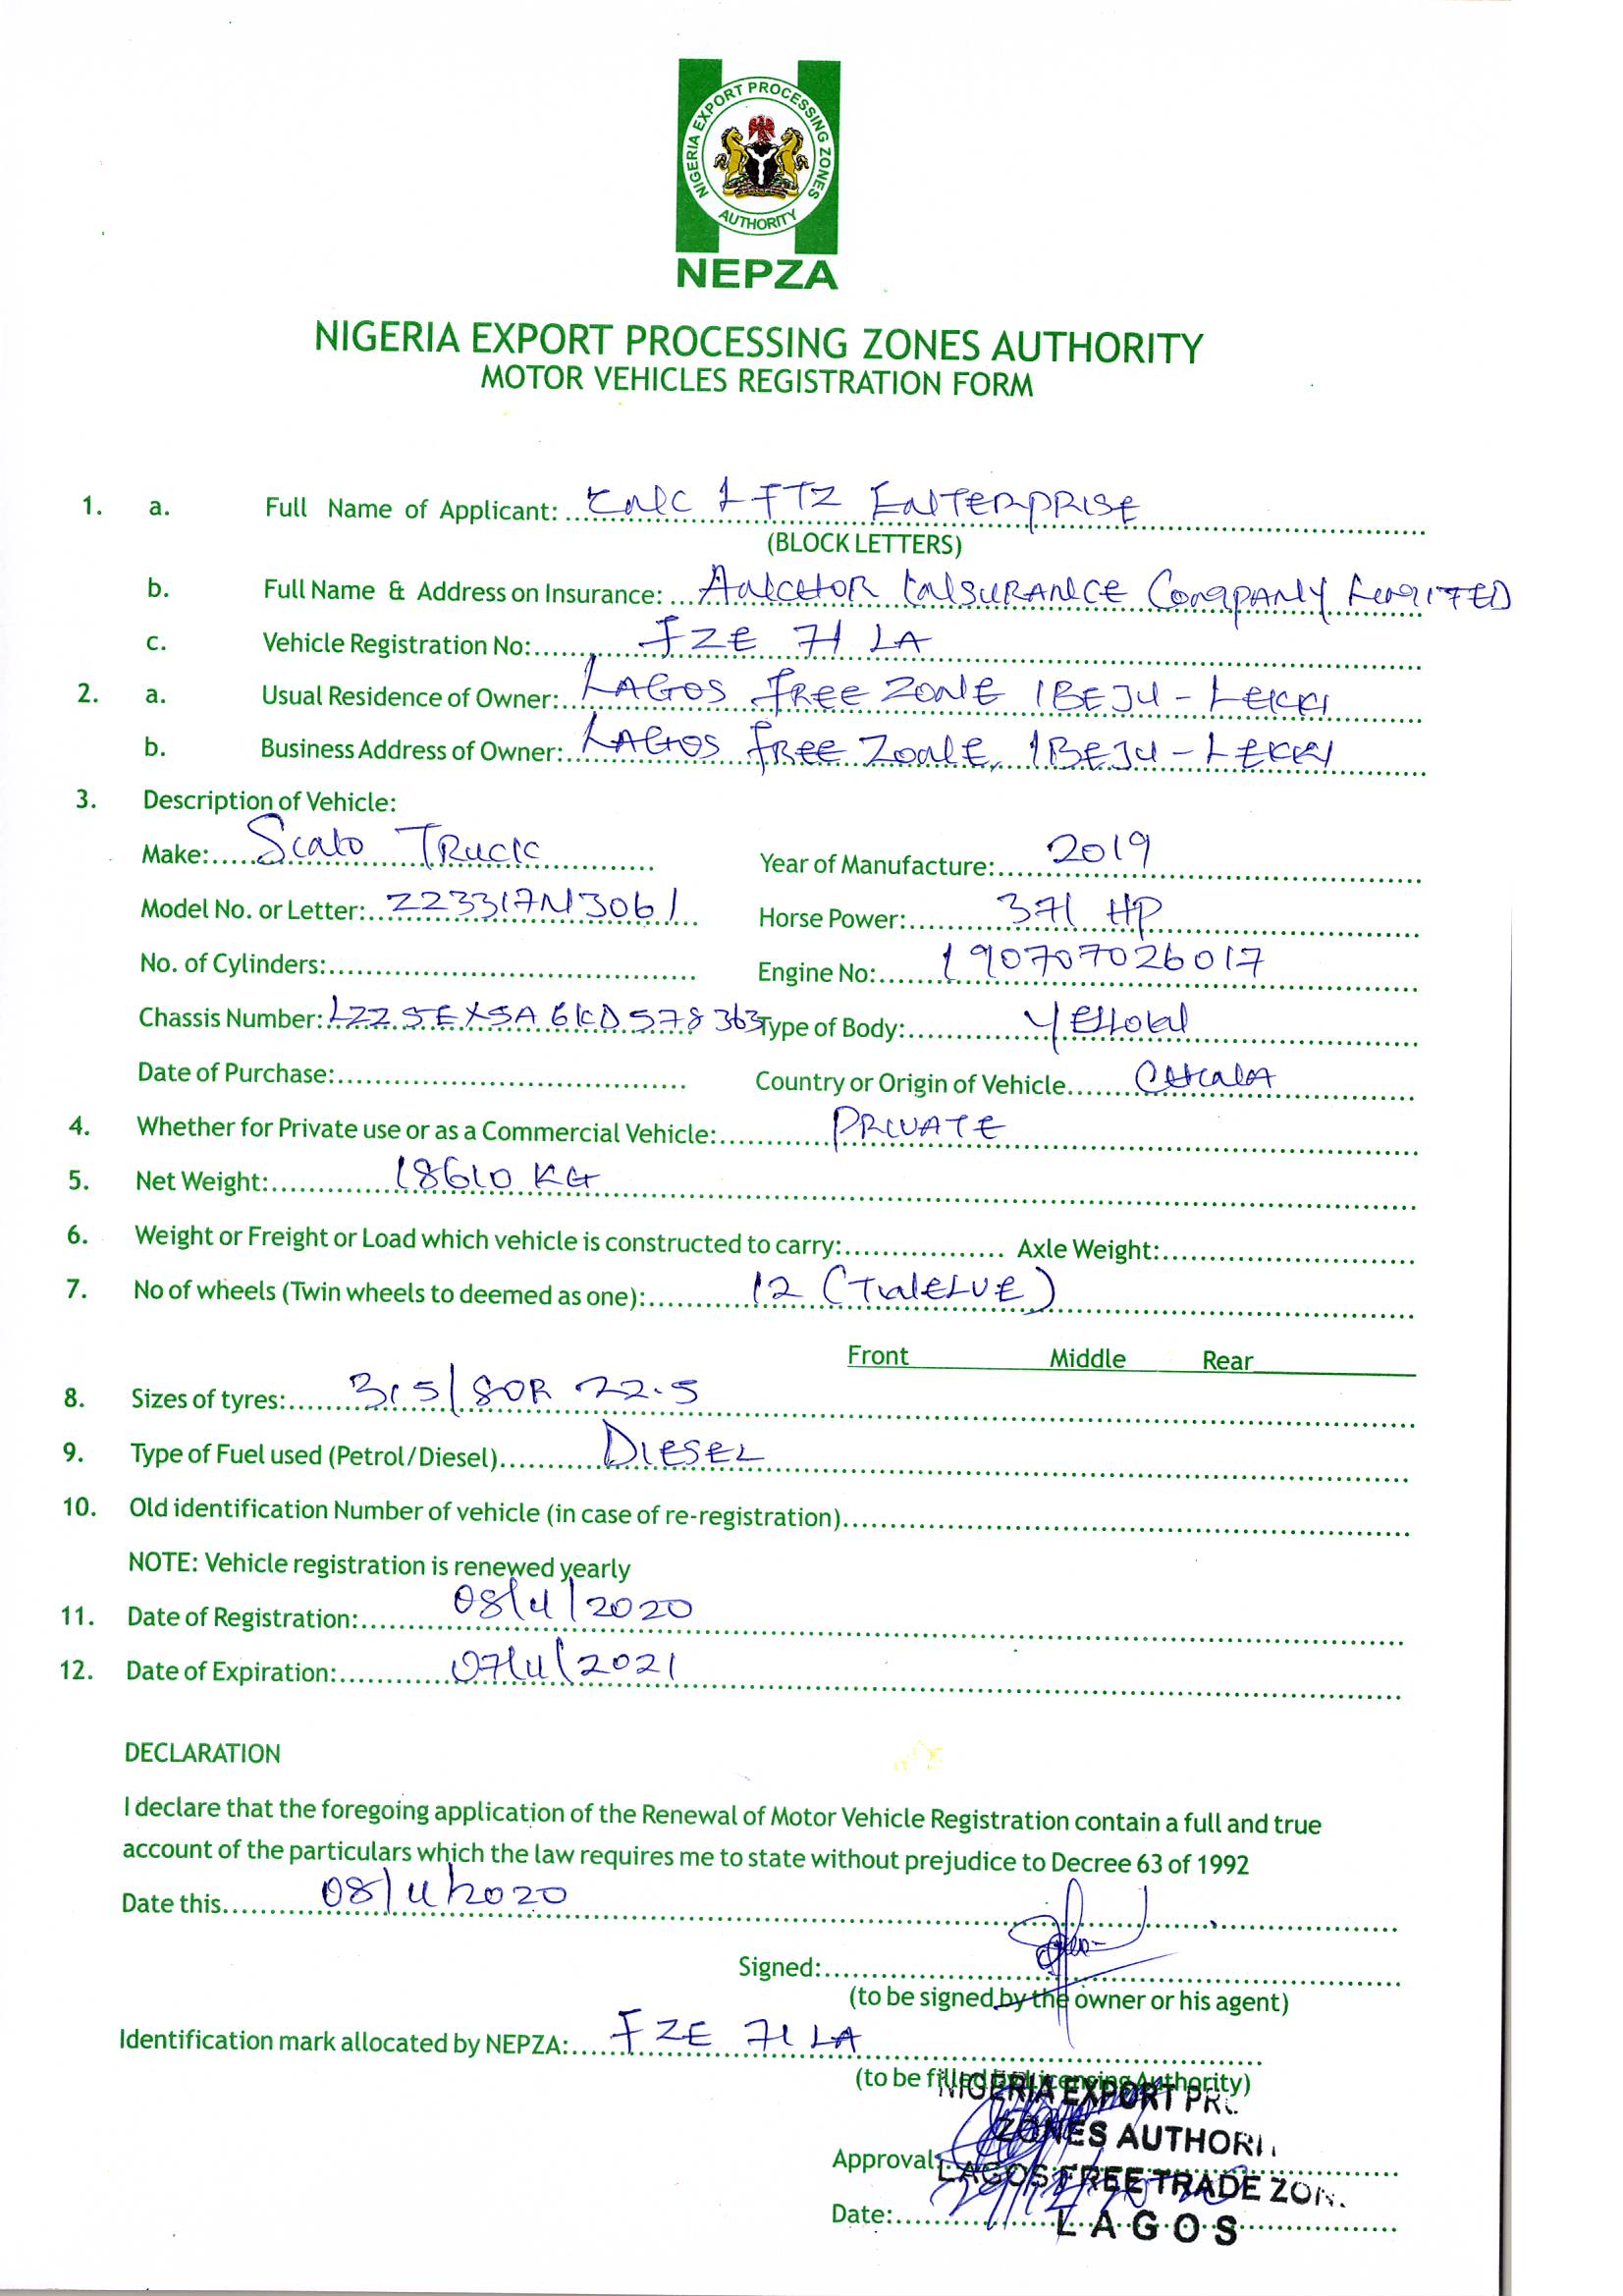 NIGERIA EXPORT PROCESSING ZONES
AUTHORITY
NEPZA
NIGERIA EXPORT PROCESSING ZONES AUTHORITY
MOTOR VEHICLES REGISTRATION FORM
1. a. Full Name of Applicant: LFTZ ENTERPRISE
(BLOCK LETTERS)
b. Full Name & Address on Insurance: ANCHOR INSURANCE COMPANY LIMITED
c. Vehicle Registration No: FZE 71 LA
2. a. Usual Residence of Owner: LAGOS FREE ZONE IBEJU-LEKKI
b. Business Address of Owner: LAGOS FREE ZONE, IBEJU-LEKKI
3. Description of Vehicle:
Make: TRUCK Year of Manufacture: 2019
Model No. or Letter: ZZ3317N3061 Horse Power: 371 HP
No. of Cylinders: Engine No: 190707026017
Chassis Number: LZZ5EXSA6KD578363 Type of Body: YELLOW
Date of Purchase: Country or Origin of Vehicle CHINA
4. Whether for Private use or as a Commercial Vehicle: PRIVATE
5. Net Weight: 18610 KG
6. Weight or Freight or Load which vehicle is constructed to carry: Axle Weight:
7. No of wheels (Twin wheels to deemed as one): 12 (TWELVE)
Front Middle Rear
8. Sizes of tyres: 315/80R 22.5
9. Type of Fuel used (Petrol/Diesel) DIESEL
10. Old identification Number of vehicle (in case of re-registration)
NOTE: Vehicle registration is renewed yearly
11. Date of Registration: 08/11/2020
12. Date of Expiration: 07/11/2021
DECLARATION
I declare that the foregoing application of the Renewal of Motor Vehicle Registration contain a full and true
account of the particulars which the law requires me to state without prejudice to Decree 63 of 1992
Date this 08/11/2020
Signed:
(to be signed by the owner or his agent)
Identification mark allocated by NEPZA: FZE 71 LA
(to be filled by Licensing Authority)
NIGERIA EXPORT PRO
ZONES AUTHORI
Approval:
LAGOS FREE TRADE ZON
Date:
LAGOS